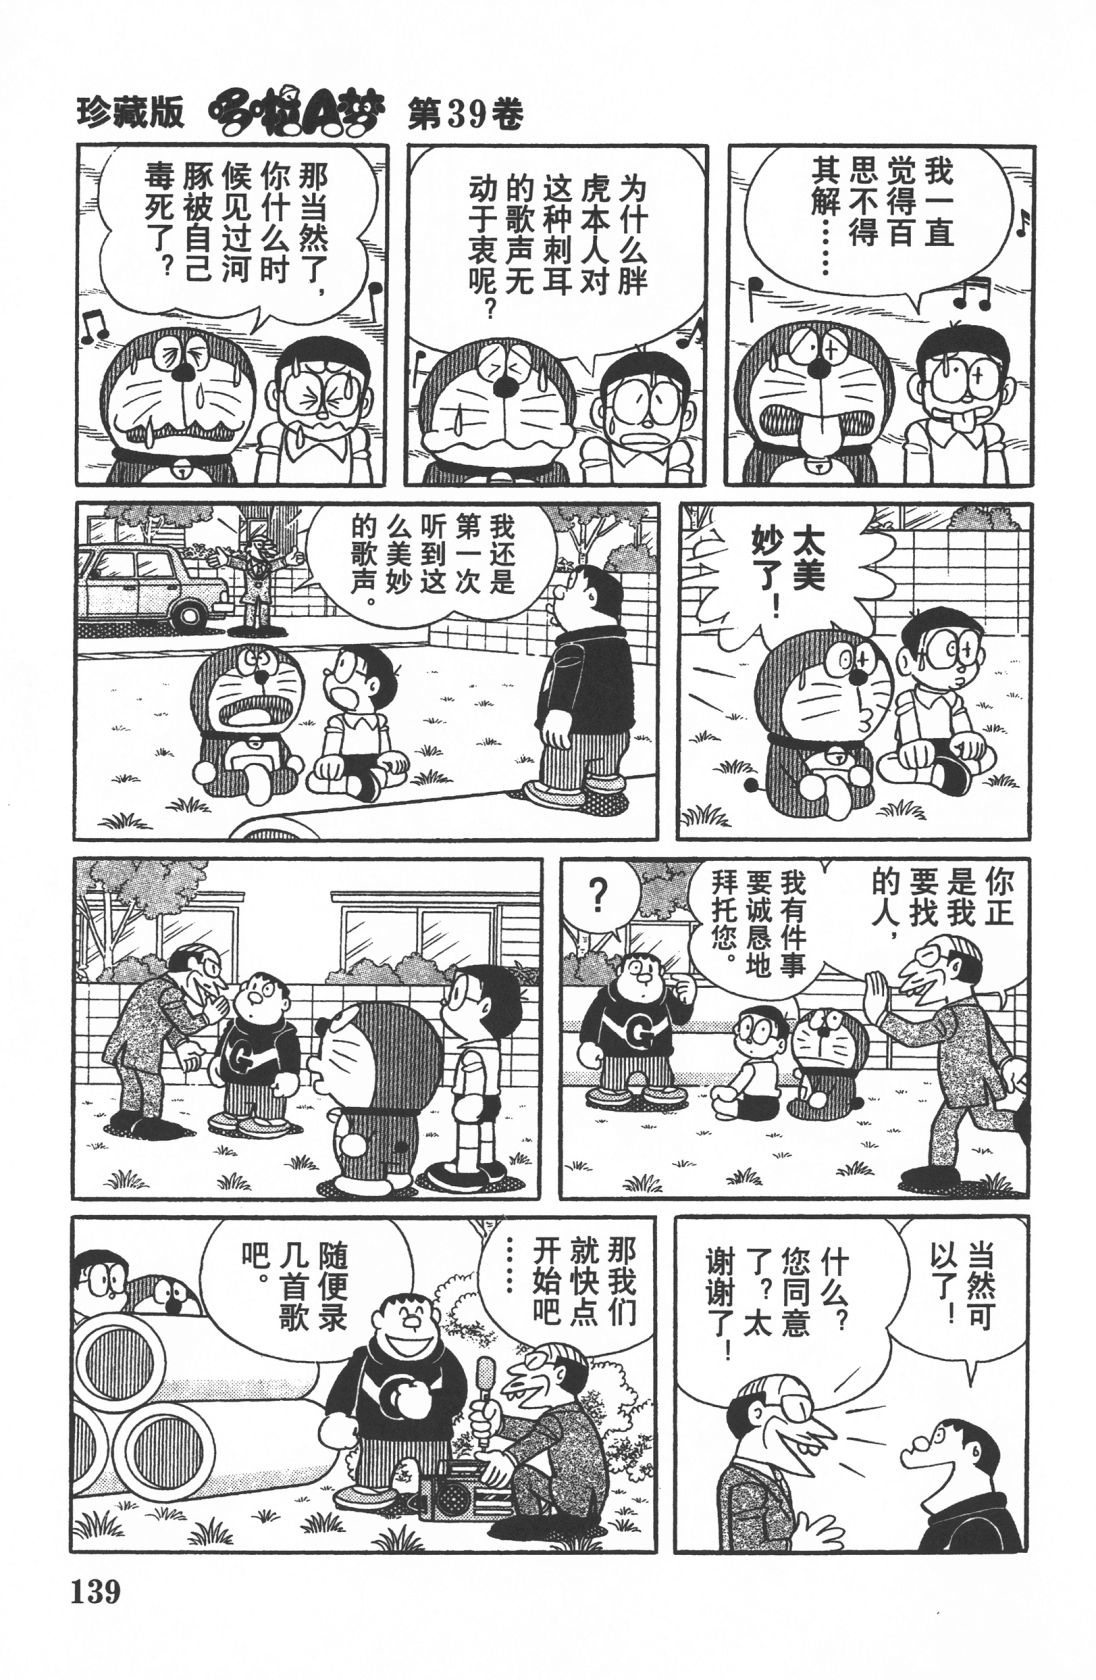 珍藏版 哆啦A梦 第39卷
我一直
觉得百
思不得
其解……
为什么胖
虎本人对
这种刺耳
的歌声无
动于衷呢？
那当然了，
你什么时
候见过河
豚被自己
毒死了？
太美
妙了！
我还是
第一次
听到这
么美妙
的歌声。
你正
是我
要找
的人，
我有件事
要诚恳地
拜托您。
？
G
G
当然可
以了！
什么？
您同意
了？太
谢谢了！
那我们
就快点
开始吧
……
随便录
几首歌
吧。
139